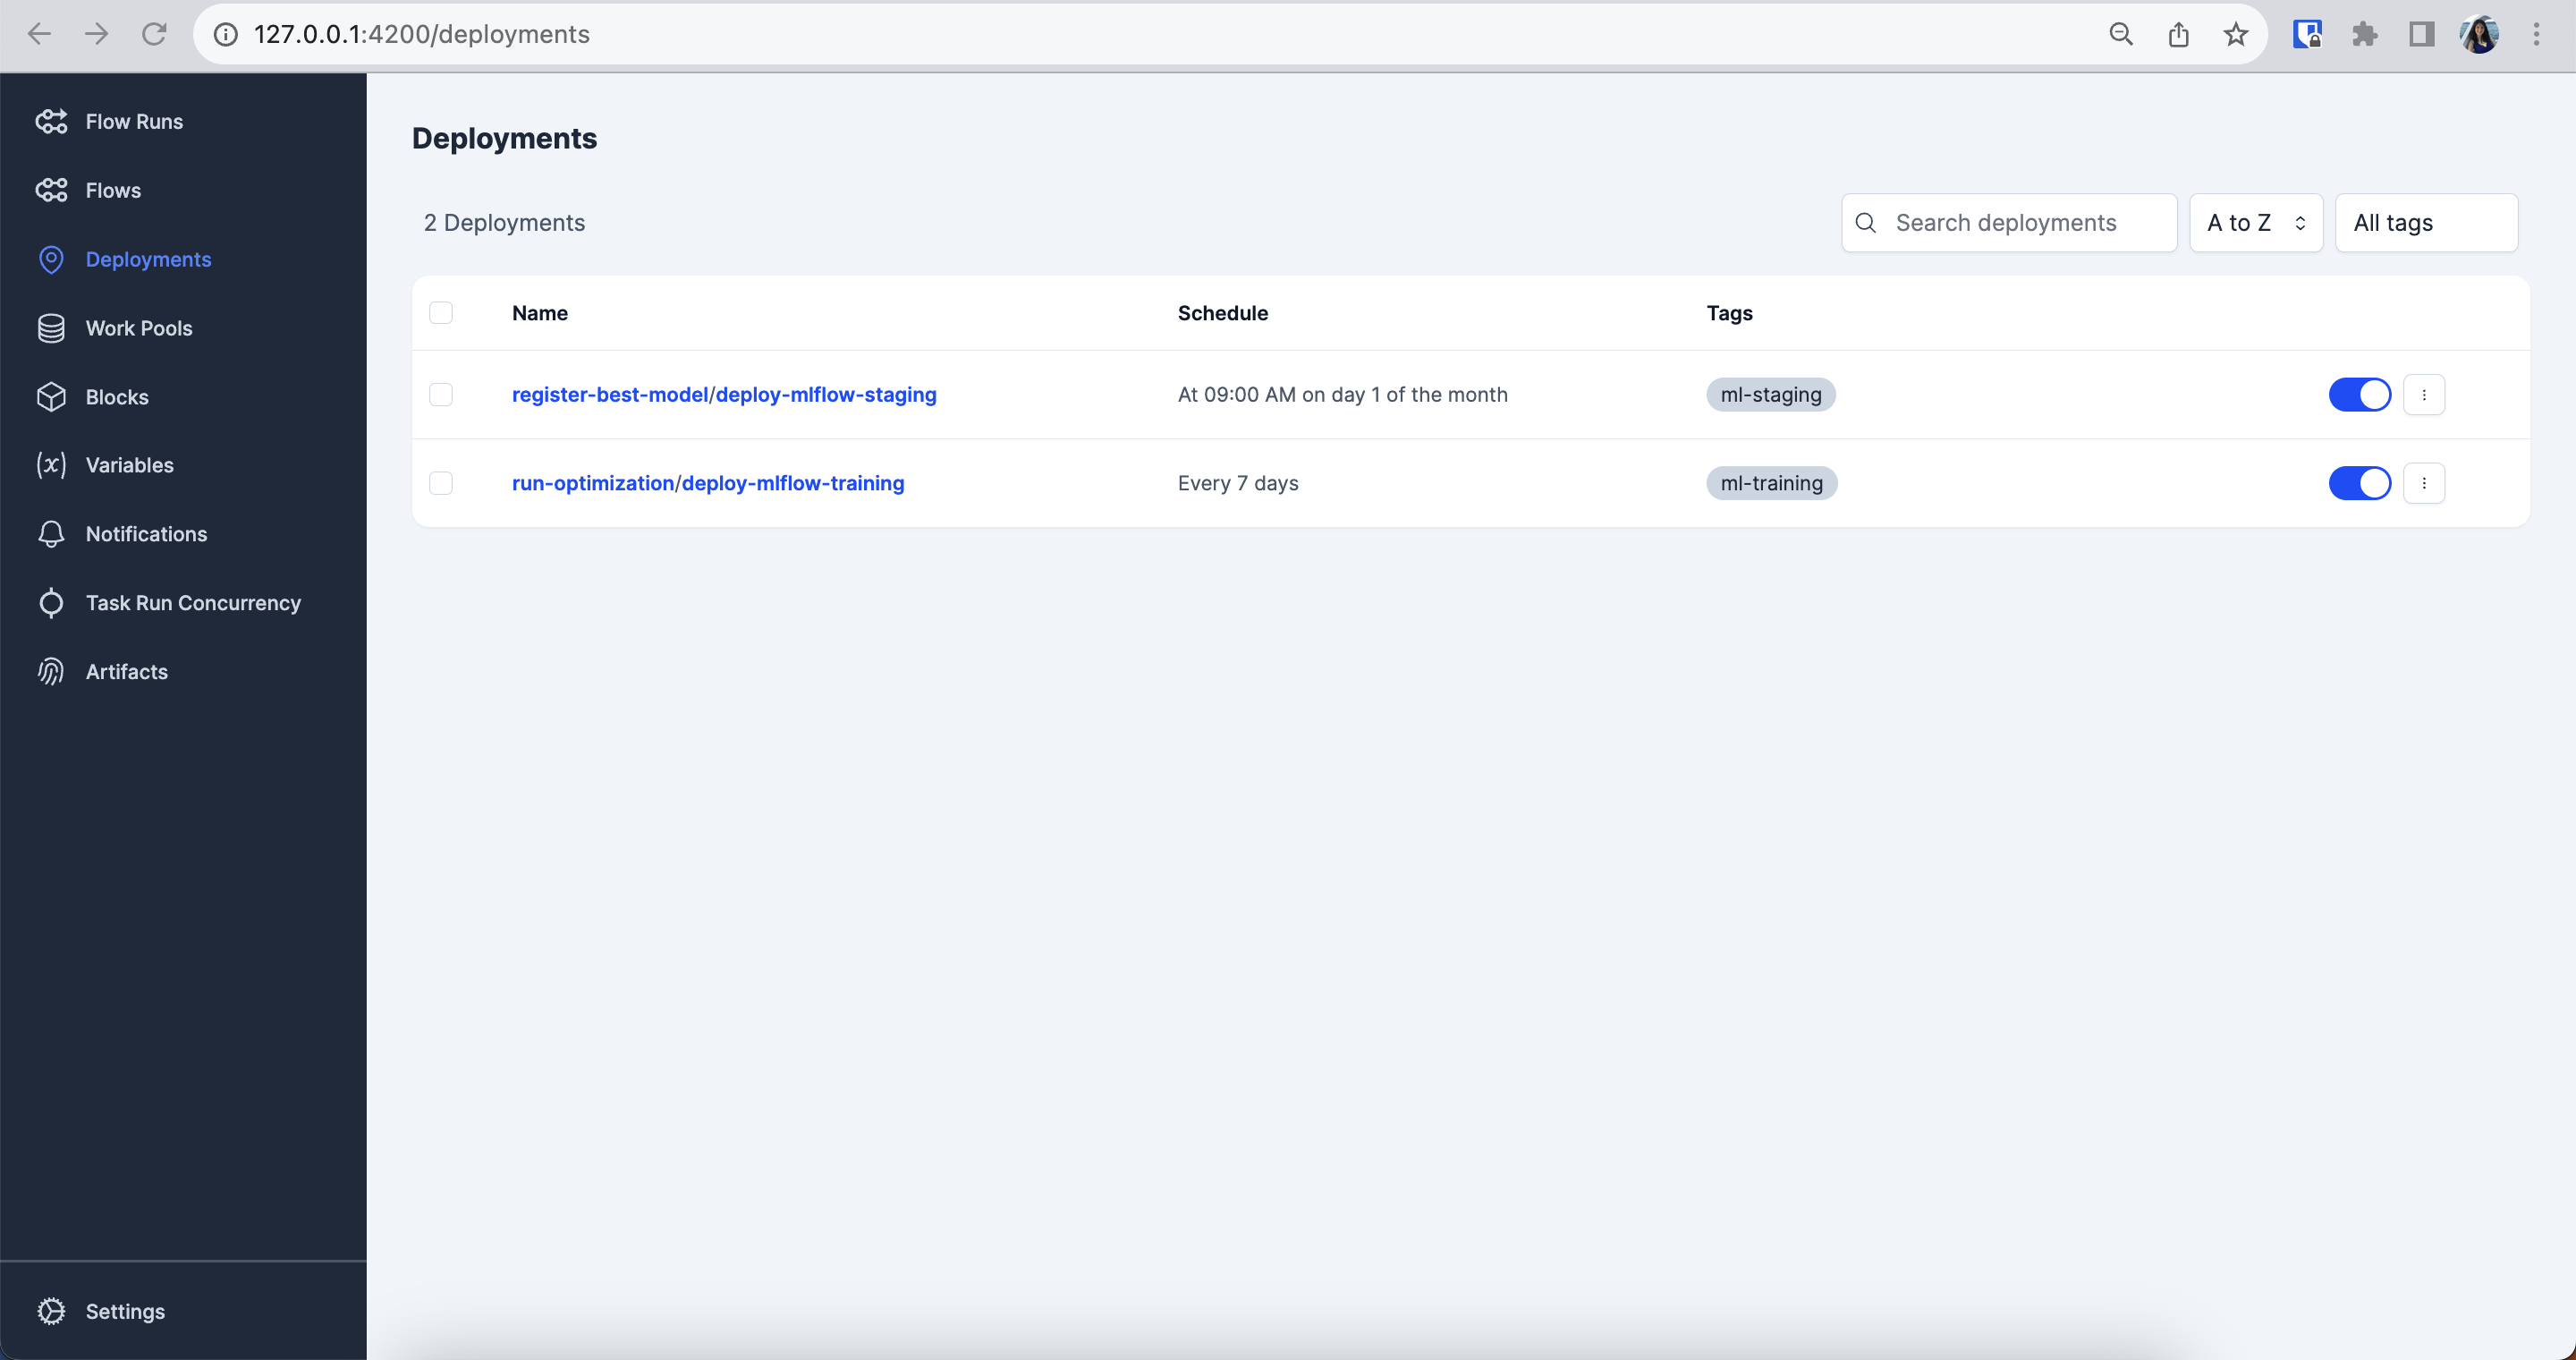 127.0.0.1:4200/deployments
Flow Runs
Flows
Deployments
Work Pools
Blocks
(x) Variables
Notifications
Task Run Concurrency
Artifacts
Settings
Deployments
2 Deployments
Search deployments
A to Z
All tags
Name Schedule Tags
register-best-model/deploy-mlflow-staging At 09:00 AM on day 1 of the month ml-staging
run-optimization/deploy-mlflow-training Every 7 days ml-training